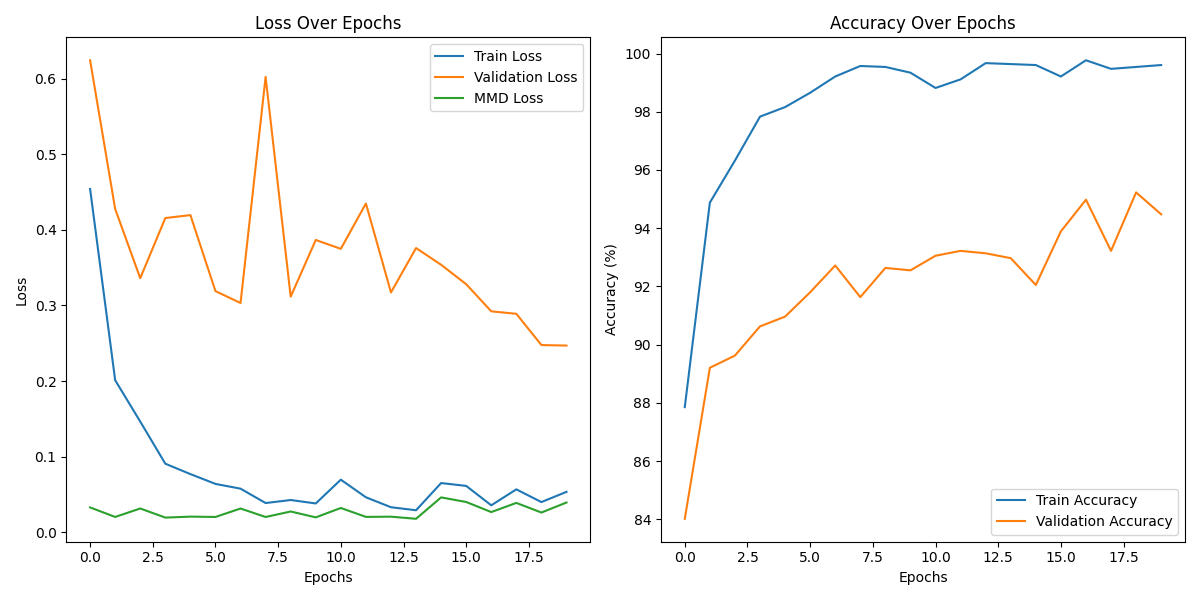 Loss Over Epochs
Train Loss
Validation Loss
MMD Loss
0.6
0.5
0.4
0.3
0.2
0.1
0.0
Loss
0.0 2.5 5.0 7.5 10.0 12.5 15.0 17.5
Epochs
Accuracy Over Epochs
100
98
96
94
92
90
88
86
84
Accuracy (%)
Train Accuracy
Validation Accuracy
0.0 2.5 5.0 7.5 10.0 12.5 15.0 17.5
Epochs